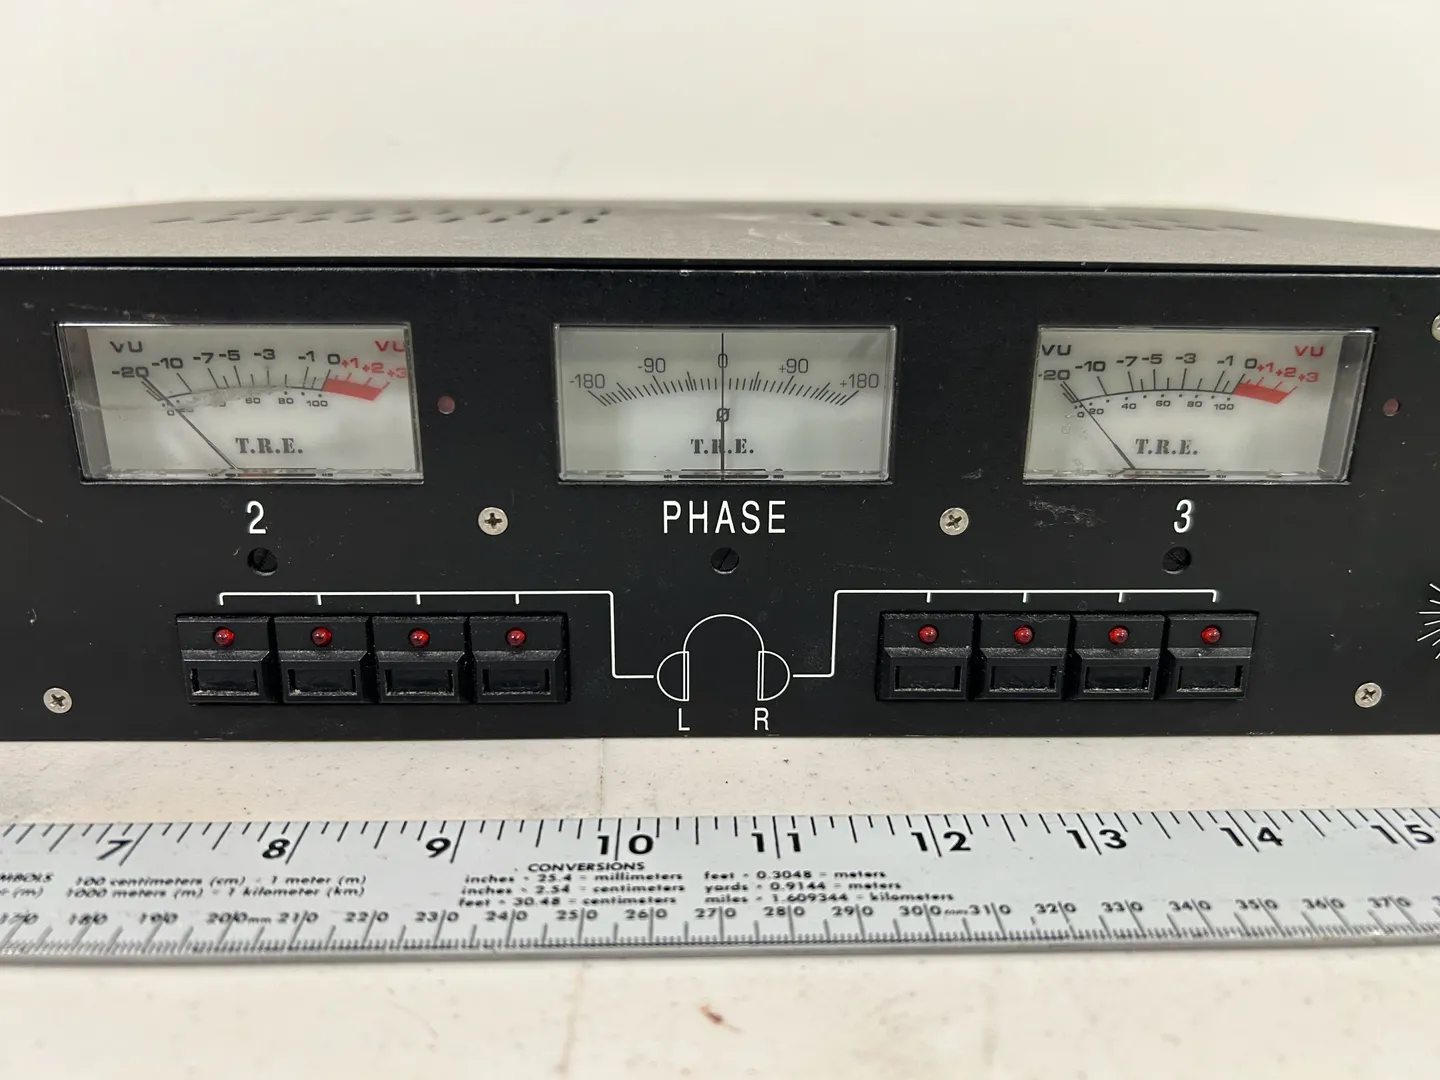 VU VU
-20 -10 -7 -5 -3 -1 0 +1 +2 +3
0 60 80 100
T.R.E.
-180 -90 0 +90 +180
Ø
T.R.E.
VU VU
-20 -10 -7 -5 -3 -1 0 +1 +2 +3
0 20 40 60 80 100
T.R.E.
2 PHASE 3
L R
7 8 9 10 11 12 13 14 15
CONVERSIONS
100 centimeters (cm) = 1 meter (m) inches × 25.4 = millimeters feet × 0.3048 = meters
1000 meters (m) = 1 kilometer (km) inches × 2.54 = centimeters yards × 0.9144 = meters
feet × 30.48 = centimeters miles × 1.609344 = kilometers
170 180 190 200mm 210 220 230 240 250 260 270 280 290 300mm 310 320 330 340 350 360 370